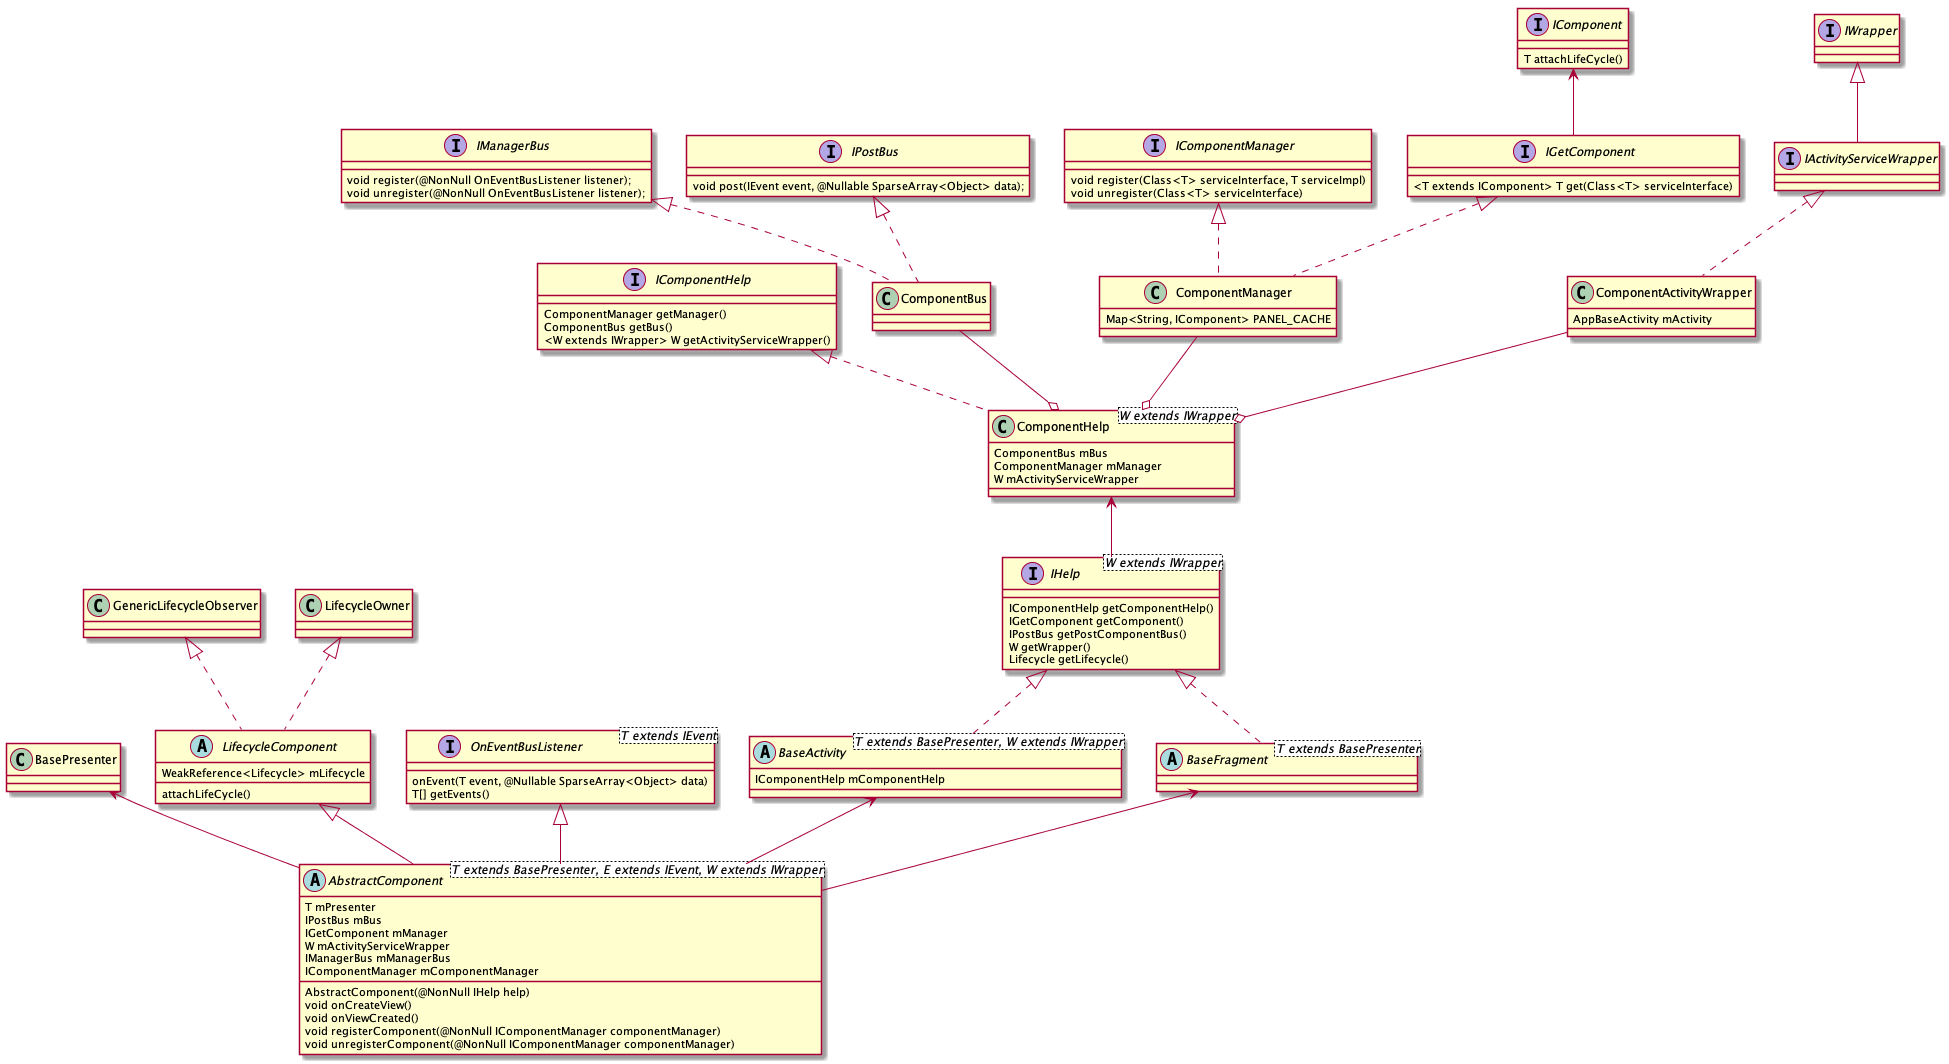 I IComponent
T attachLifeCycle()
I IWrapper
I IManagerBus
void register(@NonNull OnEventBusListener listener);
void unregister(@NonNull OnEventBusListener listener);
I IPostBus
void post(IEvent event, @Nullable SparseArray<Object> data);
I IComponentManager
void register(Class<T> serviceInterface, T serviceImpl)
void unregister(Class<T> serviceInterface)
I IGetComponent
<T extends IComponent> T get(Class<T> serviceInterface)
I IActivityServiceWrapper
I IComponentHelp
ComponentManager getManager()
ComponentBus getBus()
<W extends IWrapper> W getActivityServiceWrapper()
C ComponentBus
C ComponentManager
Map<String, IComponent> PANEL_CACHE
C ComponentActivityWrapper
AppBaseActivity mActivity
W extends IWrapper
C ComponentHelp
ComponentBus mBus
ComponentManager mManager
W mActivityServiceWrapper
W extends IWrapper
I IHelp
IComponentHelp getComponentHelp()
IGetComponent getComponent()
IPostBus getPostComponentBus()
W getWrapper()
Lifecycle getLifecycle()
C GenericLifecycleObserver
C LifecycleOwner
C BasePresenter
A LifecycleComponent
WeakReference<Lifecycle> mLifecycle
attachLifeCycle()
T extends IEvent
I OnEventBusListener
onEvent(T event, @Nullable SparseArray<Object> data)
T[] getEvents()
T extends BasePresenter, W extends IWrapper
A BaseActivity
IComponentHelp mComponentHelp
T extends BasePresenter
A BaseFragment
T extends BasePresenter, E extends IEvent, W extends IWrapper
A AbstractComponent
T mPresenter
IPostBus mBus
IGetComponent mManager
W mActivityServiceWrapper
IManagerBus mManagerBus
IComponentManager mComponentManager
AbstractComponent(@NonNull IHelp help)
void onCreateView()
void onViewCreated()
void registerComponent(@NonNull IComponentManager componentManager)
void unregisterComponent(@NonNull IComponentManager componentManager)